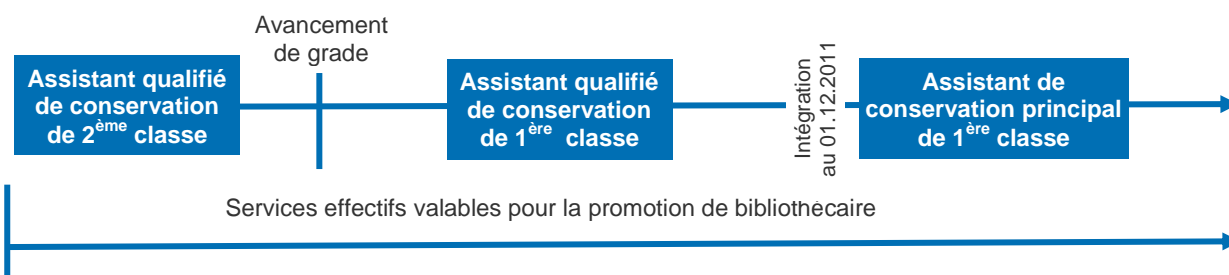 Avancement
de grade
Assistant qualifié
de conservation
de 2ème classe
Assistant qualifié
de conservation
de 1ère classe
Intégration
au 01.12.2011
Assistant de
conservation principal
de 1ère classe
Services effectifs valables pour la promotion de bibliothécaire